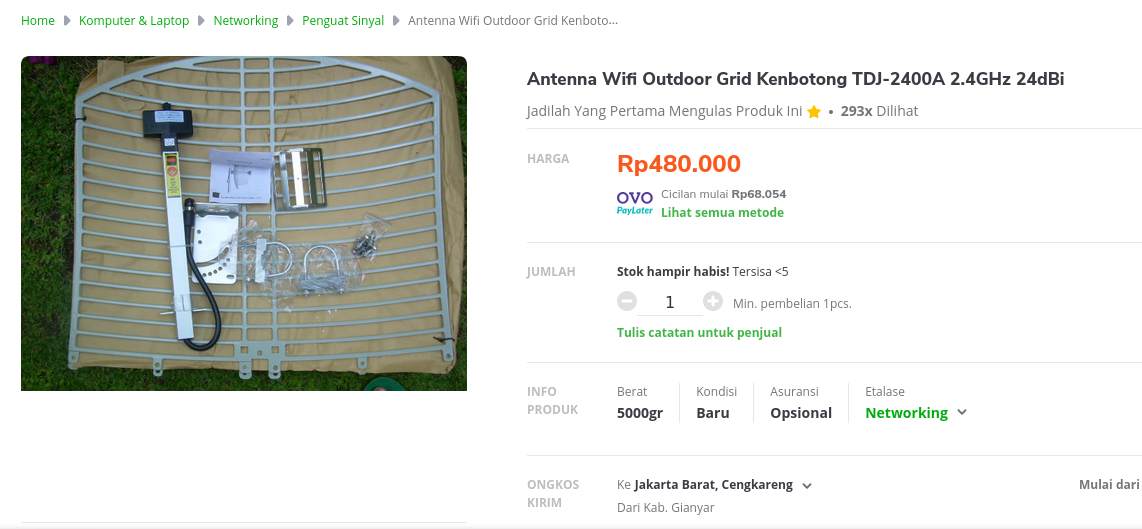 Home Komputer & Laptop Networking Penguat Sinyal Antenna Wifi Outdoor Grid Kenboto...
Antenna Wifi Outdoor Grid Kenbotong TDJ-2400A 2.4GHz 24dBi
Jadilah Yang Pertama Mengulas Produk Ini • 293x Dilihat
HARGA
Rp480.000
OVO
PayLater
Cicilan mulai Rp68.054
Lihat semua metode
JUMLAH
Stok hampir habis! Tersisa <5
1 Min. pembelian 1pcs.
Tulis catatan untuk penjual
INFO
PRODUK
Berat Kondisi Asuransi Etalase
5000gr Baru Opsional Networking
ONGKOS
KIRIM
Ke Jakarta Barat, Cengkareng Mulai dari
Dari Kab. Gianyar